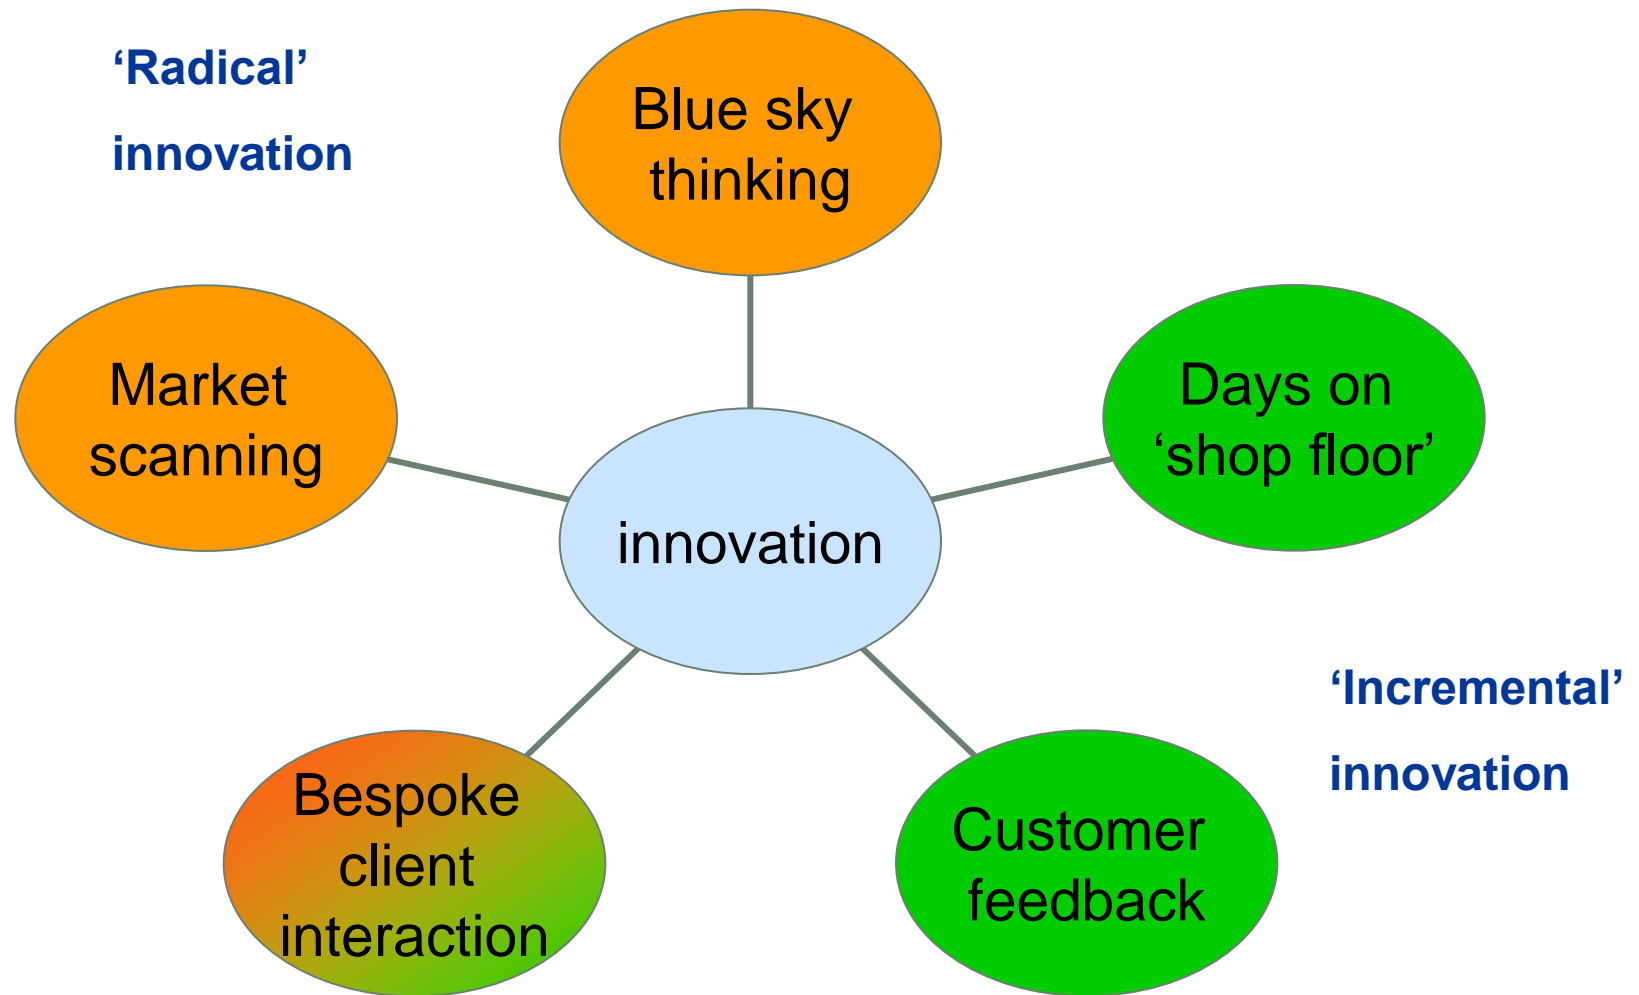 ‘Radical’
innovation
Blue sky
thinking
Market
scanning
Days on
‘shop floor’
innovation
‘Incremental’
innovation
Bespoke
client
interaction
Customer
feedback